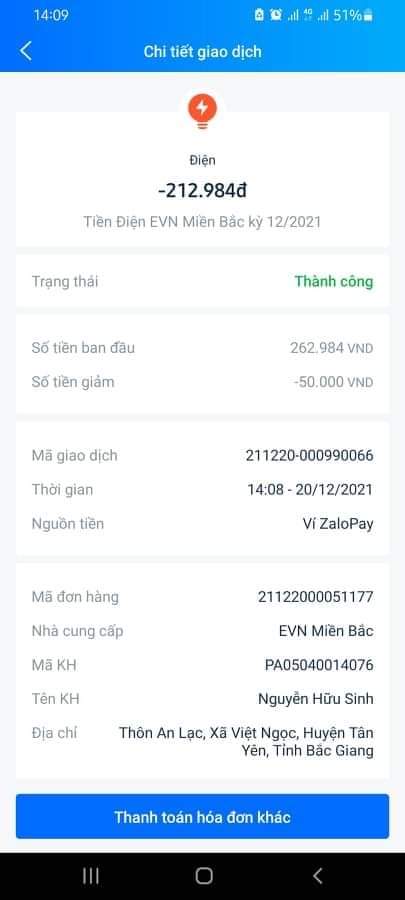 14:09
4G 51%
Chi tiết giao dịch
Điện
-212.984đ
Tiền Điện EVN Miền Bắc kỳ 12/2021
Trạng thái Thành công
Số tiền ban đầu 262.984 VND
Số tiền giảm -50.000 VND
Mã giao dịch 211220-000990066
Thời gian 14:08 - 20/12/2021
Nguồn tiền Ví ZaloPay
Mã đơn hàng 21122000051177
Nhà cung cấp EVN Miền Bắc
Mã KH PA05040014076
Tên KH Nguyễn Hữu Sinh
Địa chỉ Thôn An Lạc, Xã Việt Ngọc, Huyện Tân
Yên, Tỉnh Bắc Giang
Thanh toán hóa đơn khác